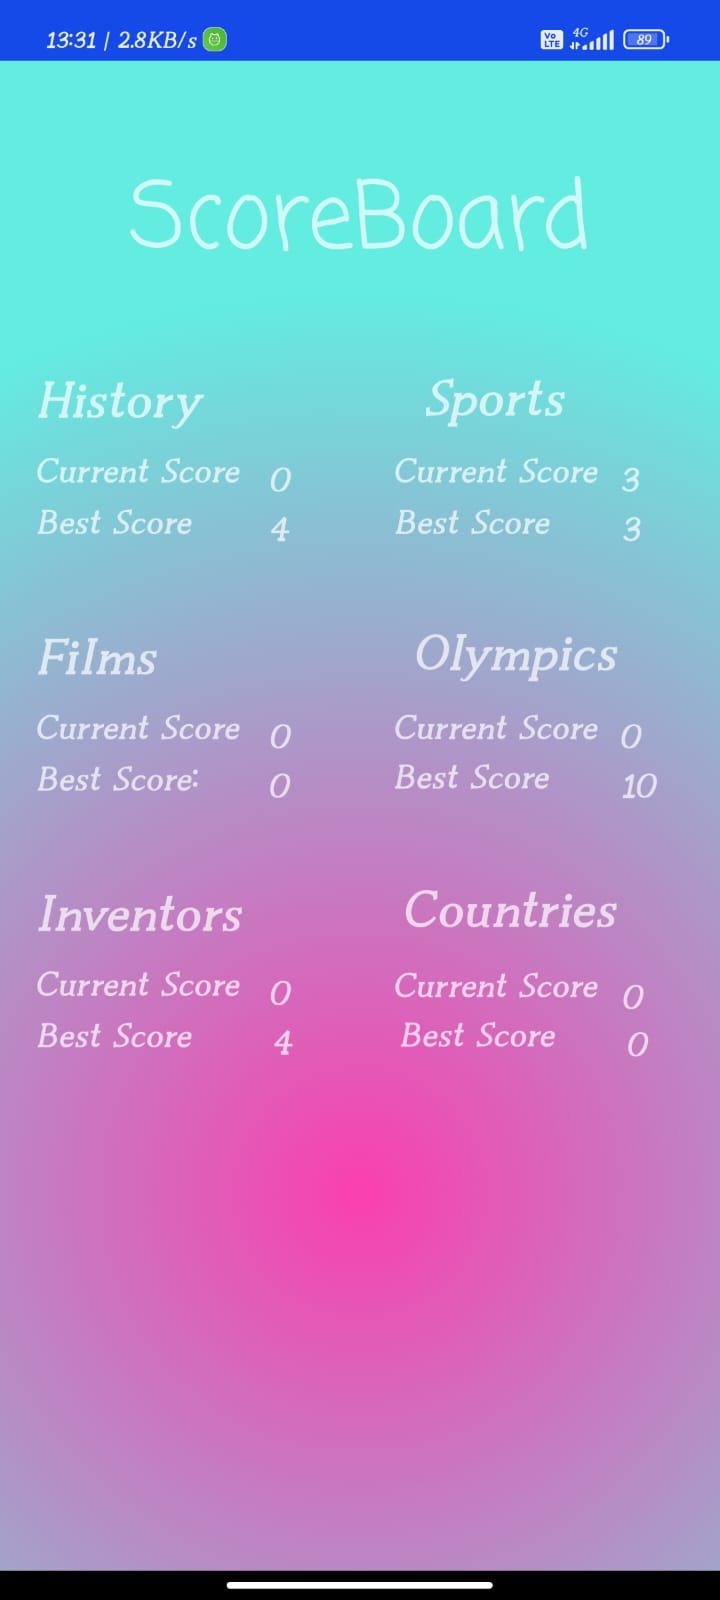 13:31 | 2.8KB/s Vo LTE 4G 89
ScoreBoard
History
Current Score 0
Best Score 4
Sports
Current Score 3
Best Score 3
Films
Current Score 0
Best Score: 0
Olympics
Current Score 0
Best Score 10
Inventors
Current Score 0
Best Score 4
Countries
Current Score 0
Best Score 0